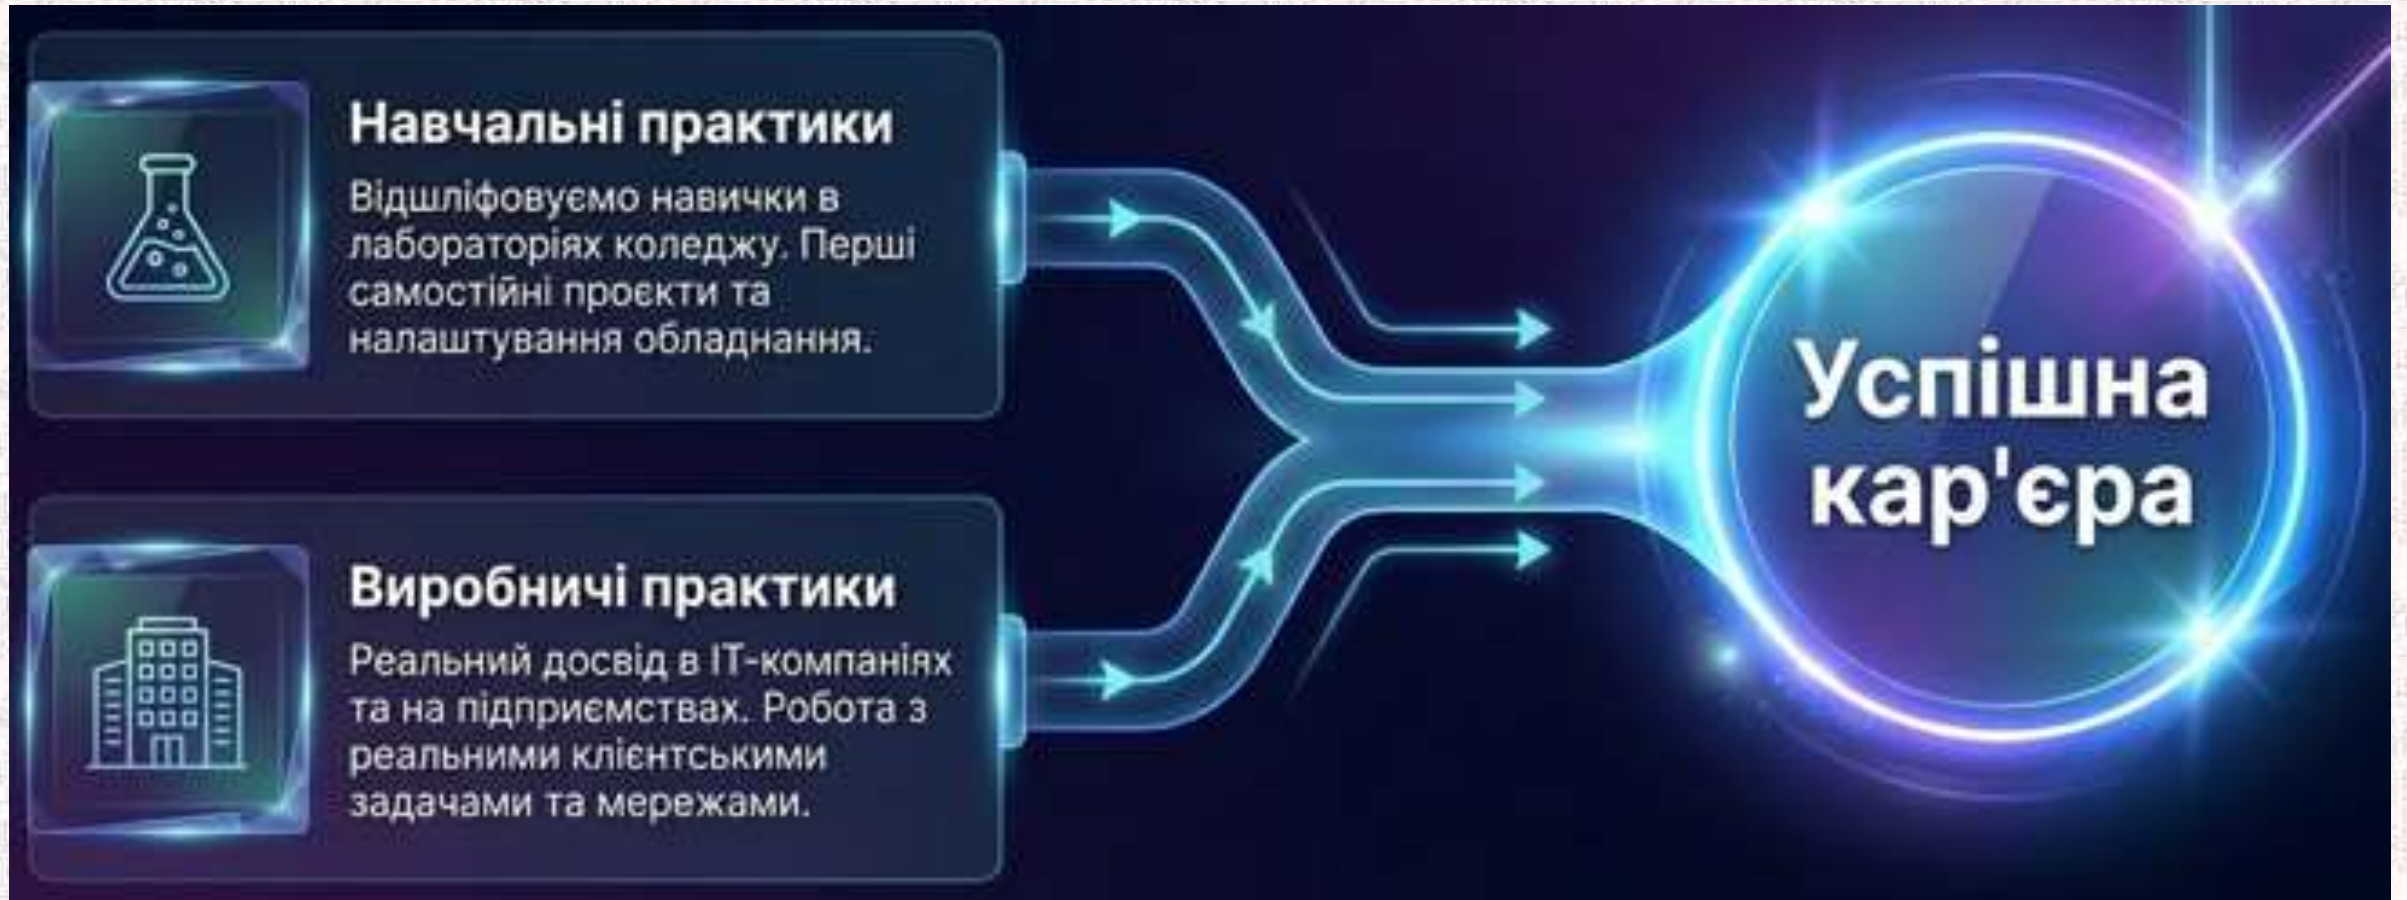 Навчальні практики
Відшліфовуємо навички в
лабораторіях коледжу. Перші
самостійні проєкти та
налаштування обладнання.
Виробничі практики
Реальний досвід в ІТ-компаніях
та на підприємствах. Робота з
реальними клієнтськими
задачами та мережами.
Успішна
кар'єра